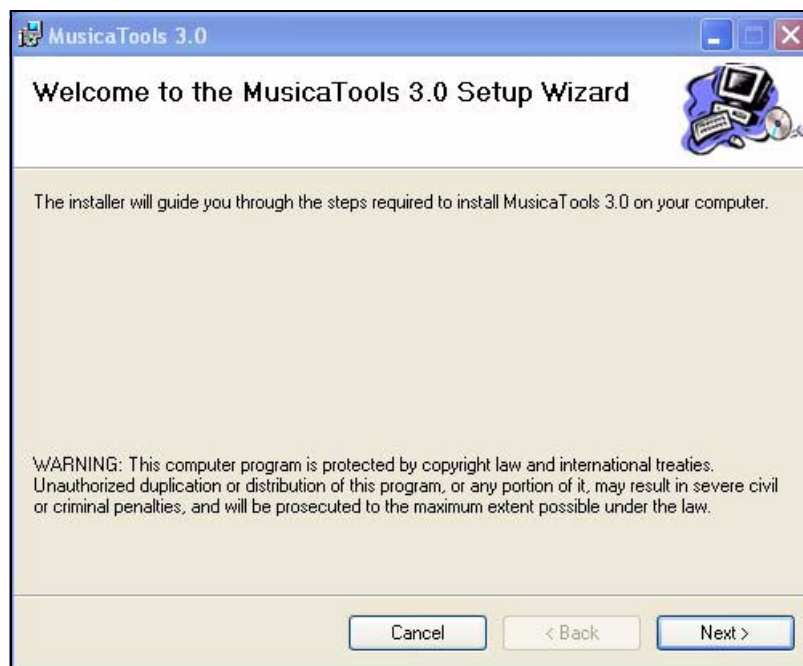 MusicaTools 3.0
Welcome to the MusicaTools 3.0 Setup Wizard
The installer will guide you through the steps required to install MusicaTools 3.0 on your computer.
WARNING: This computer program is protected by copyright law and international treaties.
Unauthorized duplication or distribution of this program, or any portion of it, may result in severe civil
or criminal penalties, and will be prosecuted to the maximum extent possible under the law.
Cancel
< Back
Next >